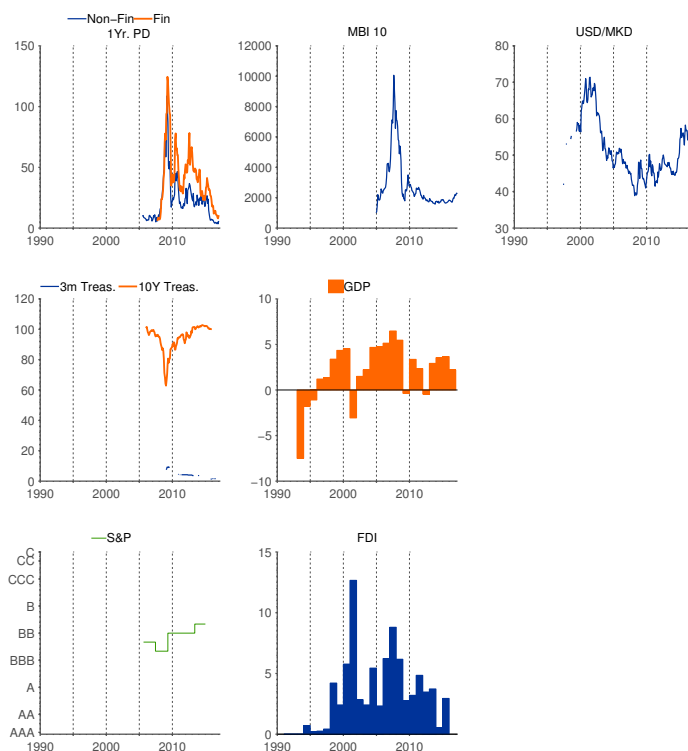 Non−Fin Fin
1Yr. PD
150
100
50
0
1990 2000 2010
MBI 10
12000
10000
8000
6000
4000
2000
0
1990 2000 2010
USD/MKD
80
70
60
50
40
30
1990 2000 2010
3m Treas. 10Y Treas.
120
100
80
60
40
20
0
1990 2000 2010
GDP
10
5
0
−5
−10
1990 2000 2010
S&P
C
CC
CCC
B
BB
BBB
A
AA
AAA
1990 2000 2010
FDI
15
10
5
0
1990 2000 2010